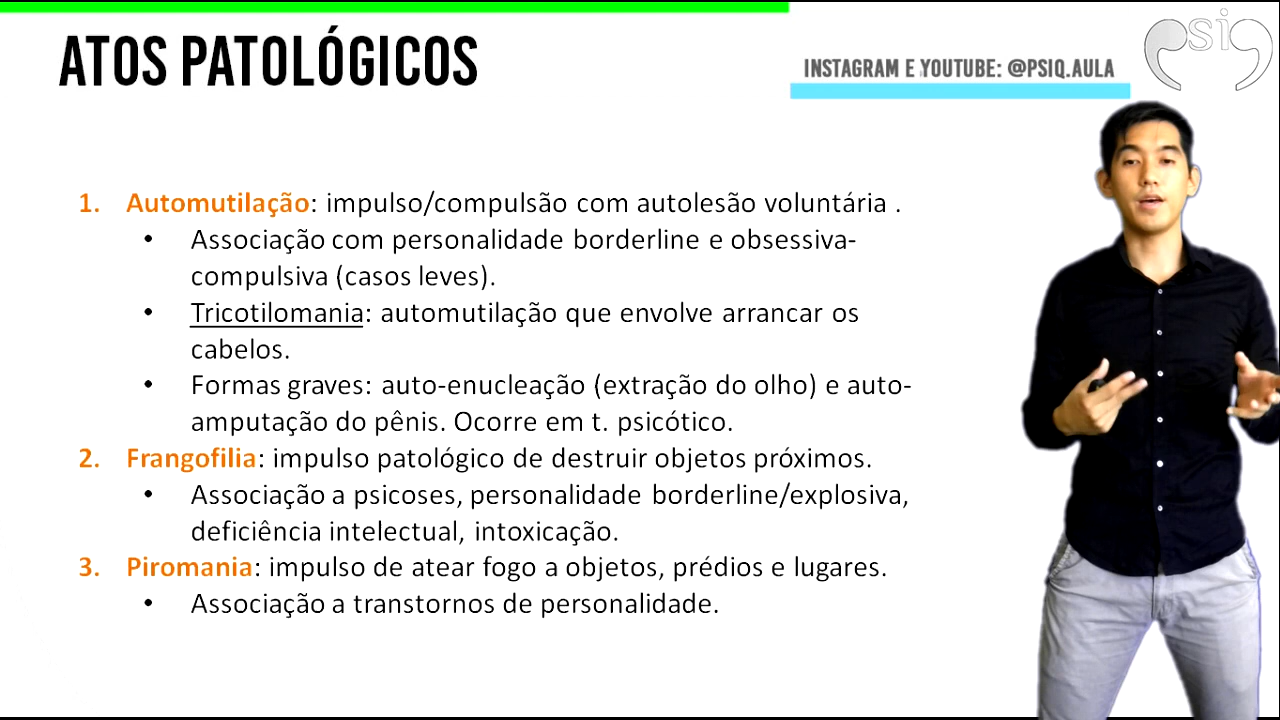 ATOS PATOLÓGICOS
INSTAGRAM E YOUTUBE: @PSIQ.AULA
psiq
1. Automutilação: impulso/compulsão com autolesão voluntária .
• Associação com personalidade borderline e obsessiva-
compulsiva (casos leves).
• Tricotilomania: automutilação que envolve arrancar os
cabelos.
• Formas graves: auto-enucleação (extração do olho) e auto-
amputação do pênis. Ocorre em t. psicótico.
2. Frangofilia: impulso patológico de destruir objetos próximos.
• Associação a psicoses, personalidade borderline/explosiva,
deficiência intelectual, intoxicação.
3. Piromania: impulso de atear fogo a objetos, prédios e lugares.
• Associação a transtornos de personalidade.